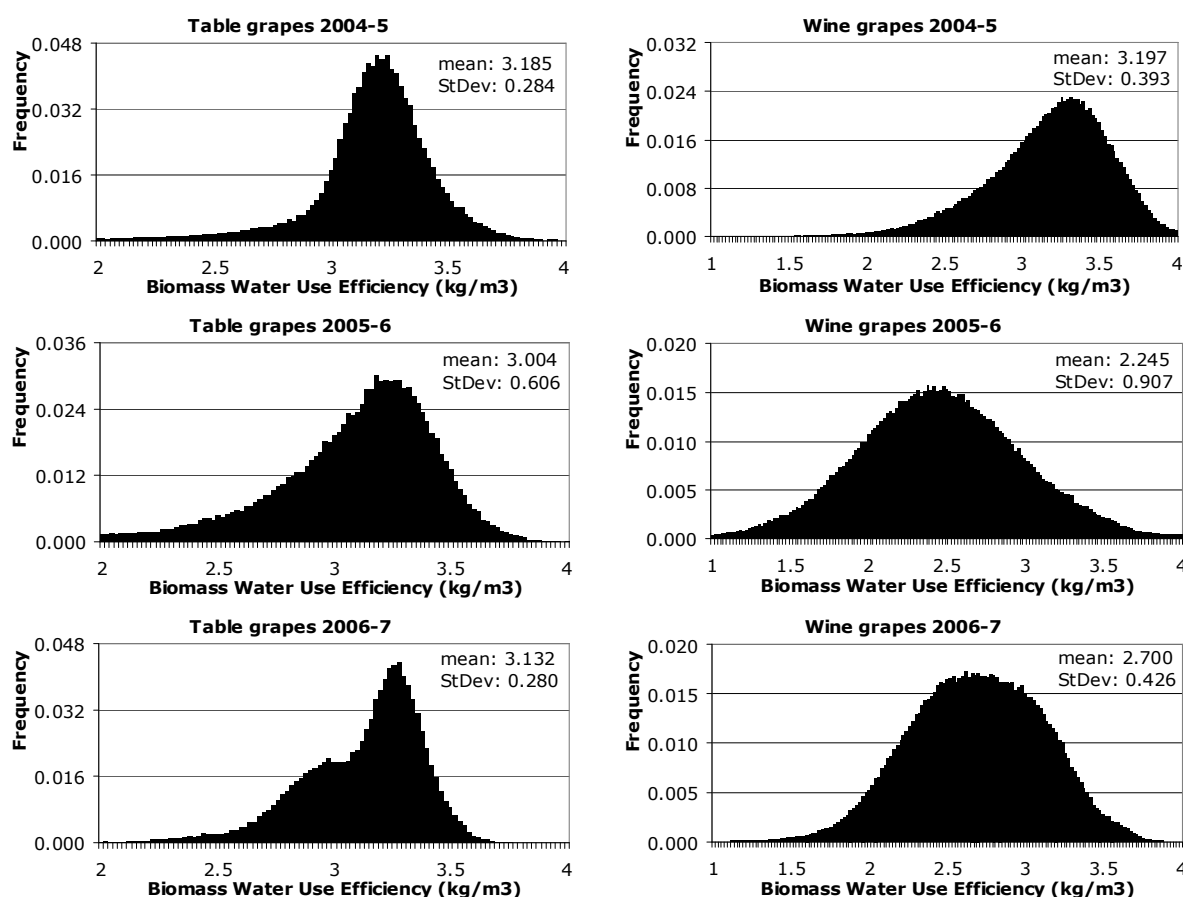 Table grapes 2004-5
0.048
0.032
0.016
0.000
Frequency
mean: 3.185
StDev: 0.284
2 2.5 3 3.5 4
Biomass Water Use Efficiency (kg/m3)
Wine grapes 2004-5
0.032
0.024
0.016
0.008
0.000
Frequency
mean: 3.197
StDev: 0.393
1 1.5 2 2.5 3 3.5 4
Biomass Water Use Efficiency (kg/m3)
Table grapes 2005-6
0.036
0.024
0.012
0.000
Frequency
mean: 3.004
StDev: 0.606
2 2.5 3 3.5 4
Biomass Water Use Efficiency (kg/m3)
Wine grapes 2005-6
0.020
0.015
0.010
0.005
0.000
Frequency
mean: 2.245
StDev: 0.907
1 1.5 2 2.5 3 3.5 4
Biomass Water Use Efficiency (kg/m3)
Table grapes 2006-7
0.048
0.032
0.016
0.000
Frequency
mean: 3.132
StDev: 0.280
2 2.5 3 3.5 4
Biomass Water Use Efficiency (kg/m3)
Wine grapes 2006-7
0.020
0.015
0.010
0.005
0.000
Frequency
mean: 2.700
StDev: 0.426
1 1.5 2 2.5 3 3.5 4
Biomass Water Use Efficiency (kg/m3)